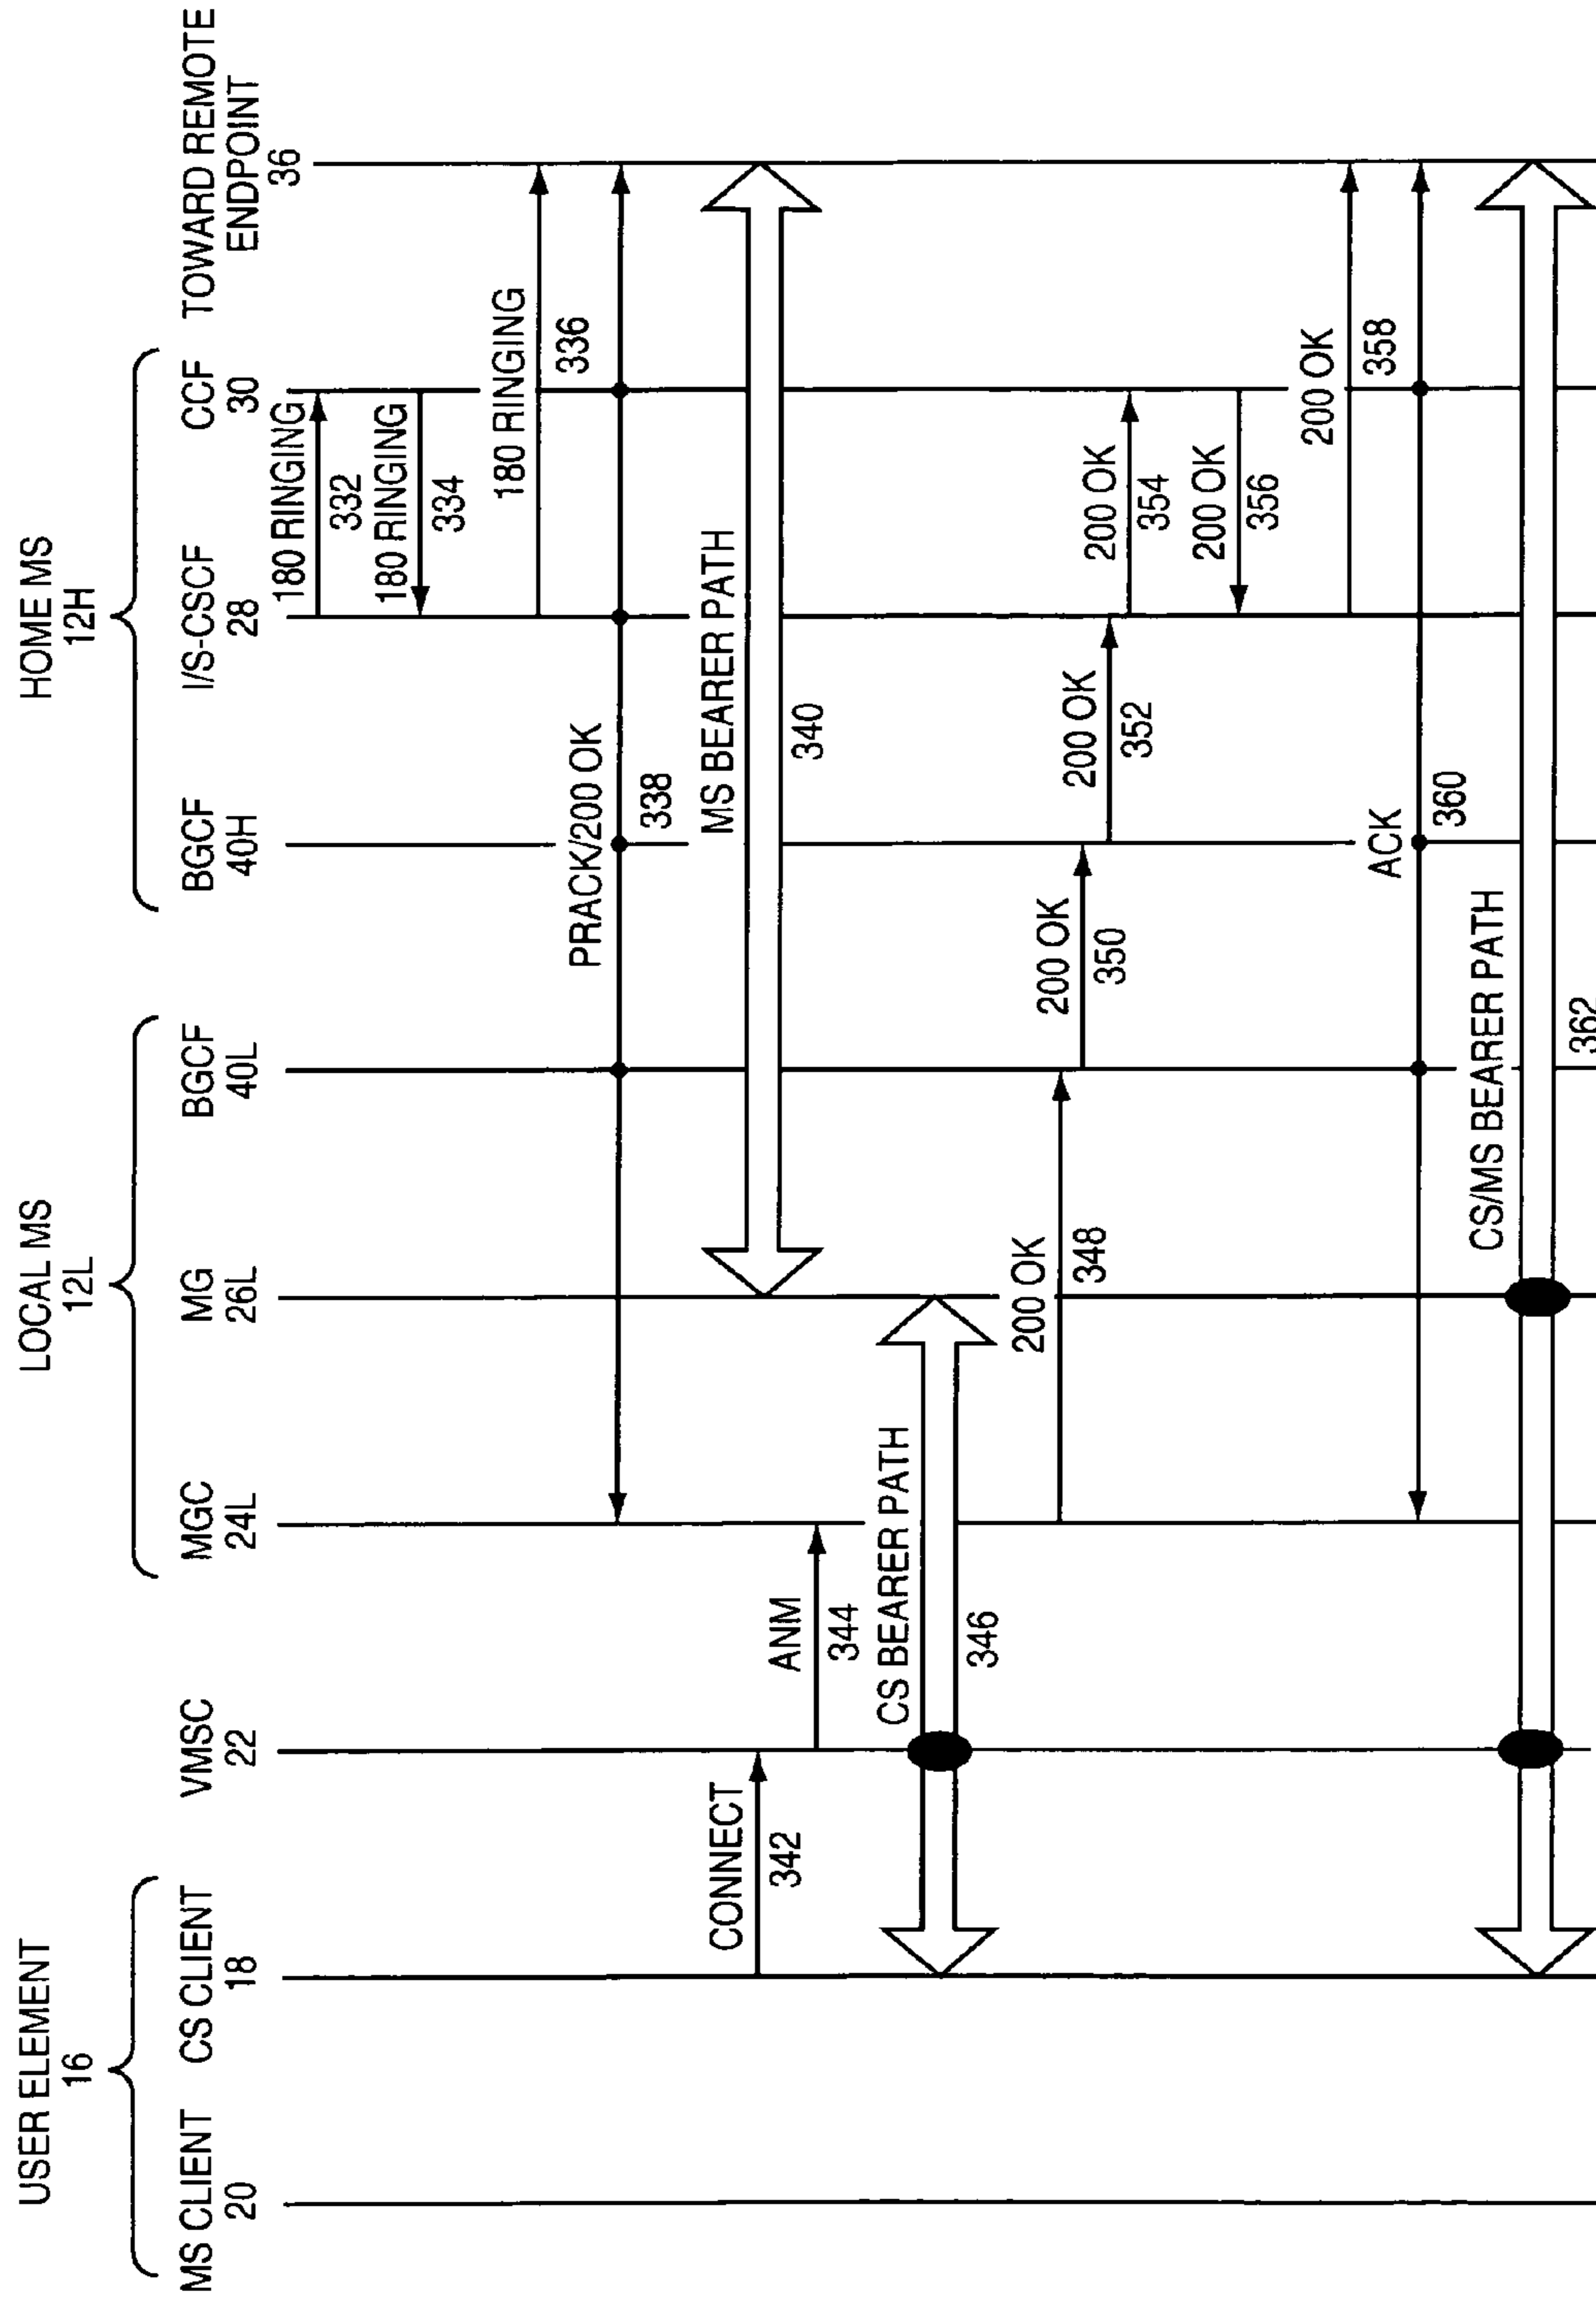 USER ELEMENT
16
LOCAL MS
12L
HOME MS
12H
MS CLIENT
20
CS CLIENT
18
VMSC
22
MGC
24L
MG
26L
BGCF
40L
BGCF
40H
I/S-CSCF
28
CCF
30
TOWARD REMOTE
ENDPOINT
36
180 RINGING
332
180 RINGING
334
180 RINGING
336
PRACK/200 OK
338
MS BEARER PATH
340
CONNECT
342
ANM
344
CS BEARER PATH
346
200 OK
348
200 OK
350
200 OK
352
200 OK
354
200 OK
356
200 OK
358
ACK
360
CS/MS BEARER PATH
362